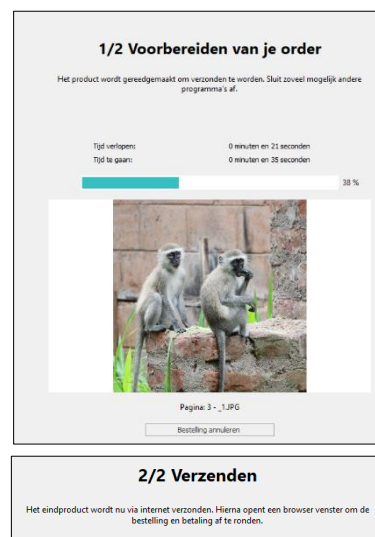 1/2 Voorbereiden van je order
Het product wordt gereedgemaakt om verzonden te worden. Sluit zoveel mogelijk andere
programma's af.
Tijd verlopen: 0 minuten en 21 seconden
Tijd te gaan: 0 minuten en 35 seconden
38 %
Pagina: 3 - _1.JPG
Bestelling annuleren
2/2 Verzenden
Het eindproduct wordt nu via internet verzonden. Hierna opent een browser venster om de
bestelling en betaling af te ronden.